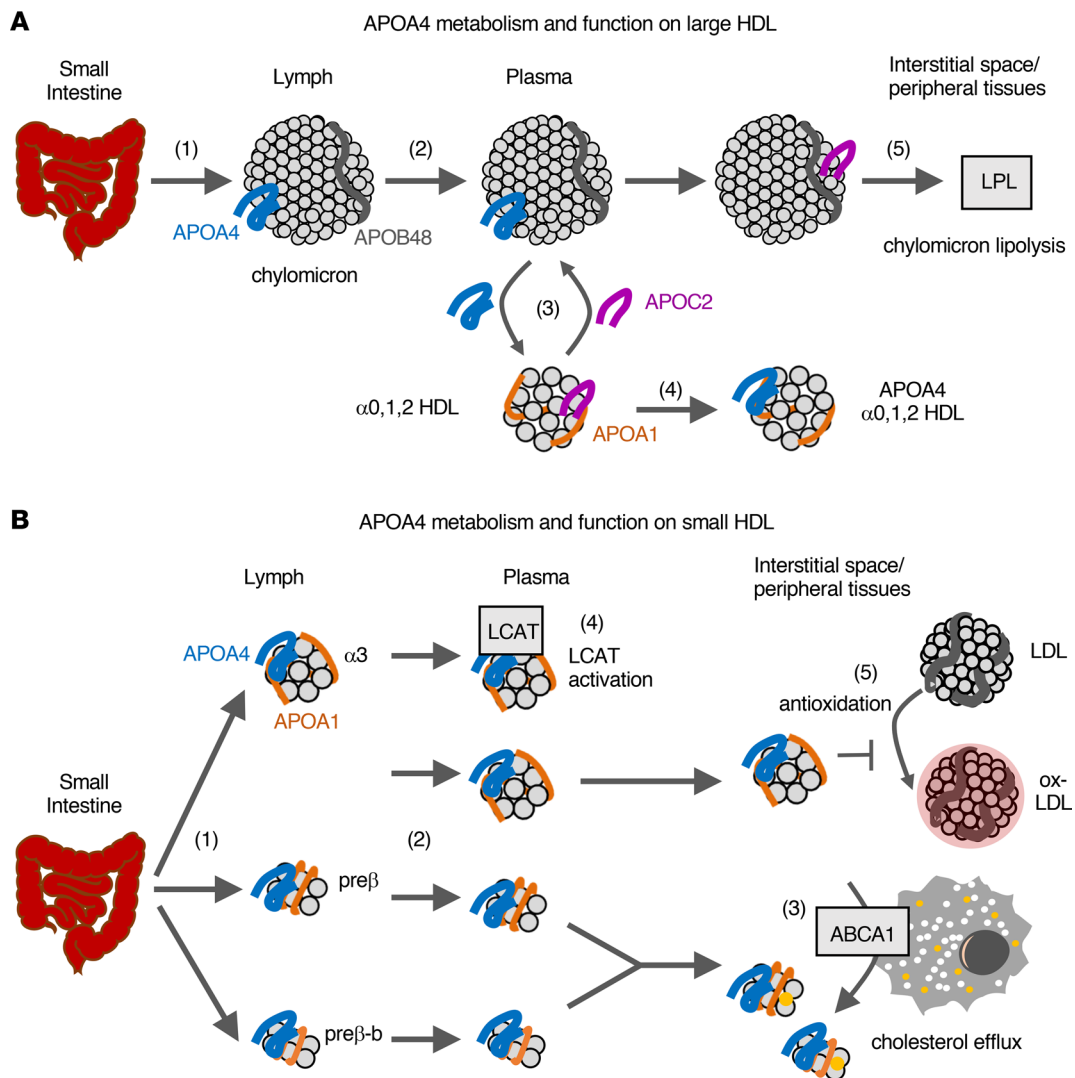 A
APOA4 metabolism and function on large HDL
Small
Intestine
Lymph
Plasma
Interstitial space/
peripheral tissues
(1)
(2)
(5)
LPL
APOA4
APOB48
chylomicron
chylomicron lipolysis
(3)
APOC2
α0,1,2 HDL
APOA1
(4)
APOA4
α0,1,2 HDL
B
APOA4 metabolism and function on small HDL
Lymph
Plasma
Interstitial space/
peripheral tissues
APOA4
α3
APOA1
LCAT
(4)
LCAT
activation
LDL
(5)
antioxidation
ox-
LDL
Small
Intestine
(1)
(2)
preβ
(3)
ABCA1
preβ-b
cholesterol efflux